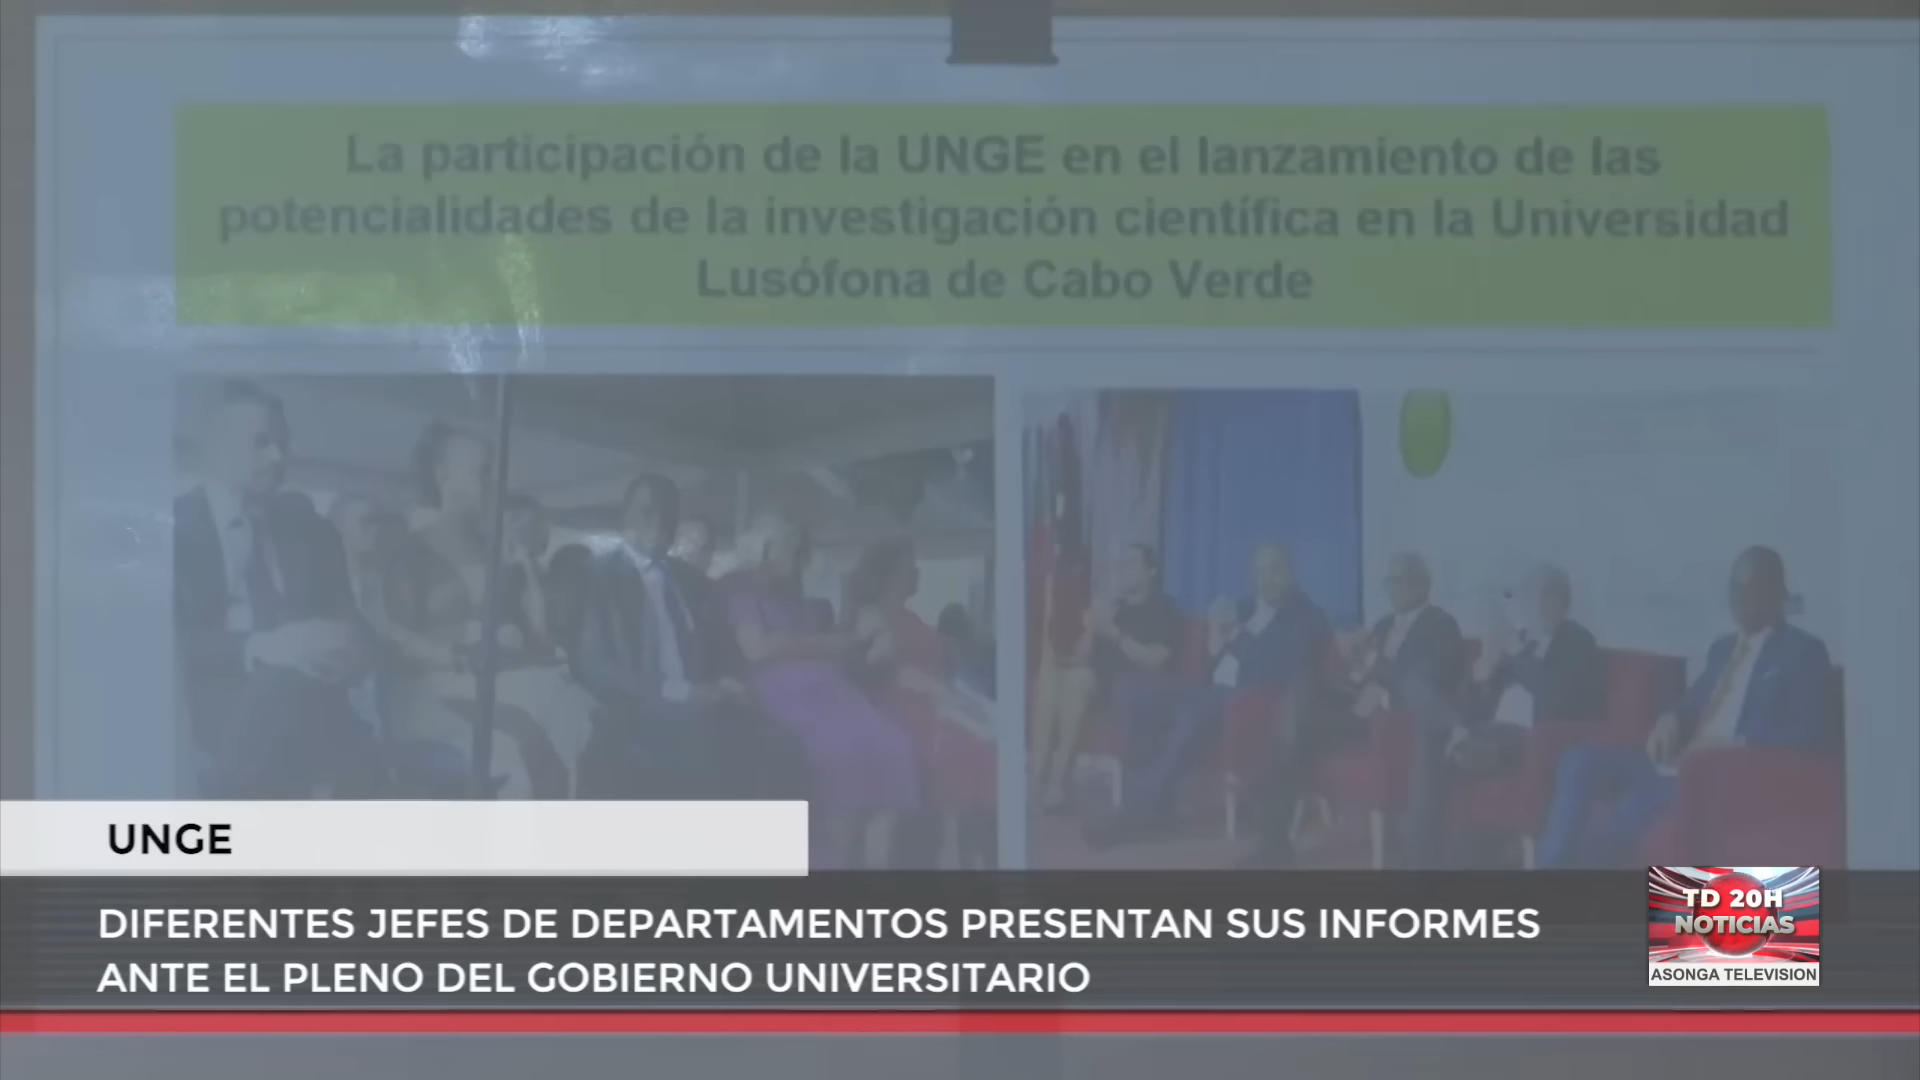 La participación de la UNGE en el lanzamiento de las
potencialidades de la investigación científica en la Universidad
Lusófona de Cabo Verde
UNGE
DIFERENTES JEFES DE DEPARTAMENTOS PRESENTAN SUS INFORMES
ANTE EL PLENO DEL GOBIERNO UNIVERSITARIO
TD 20H
NOTICIAS
ASONGA TELEVISION